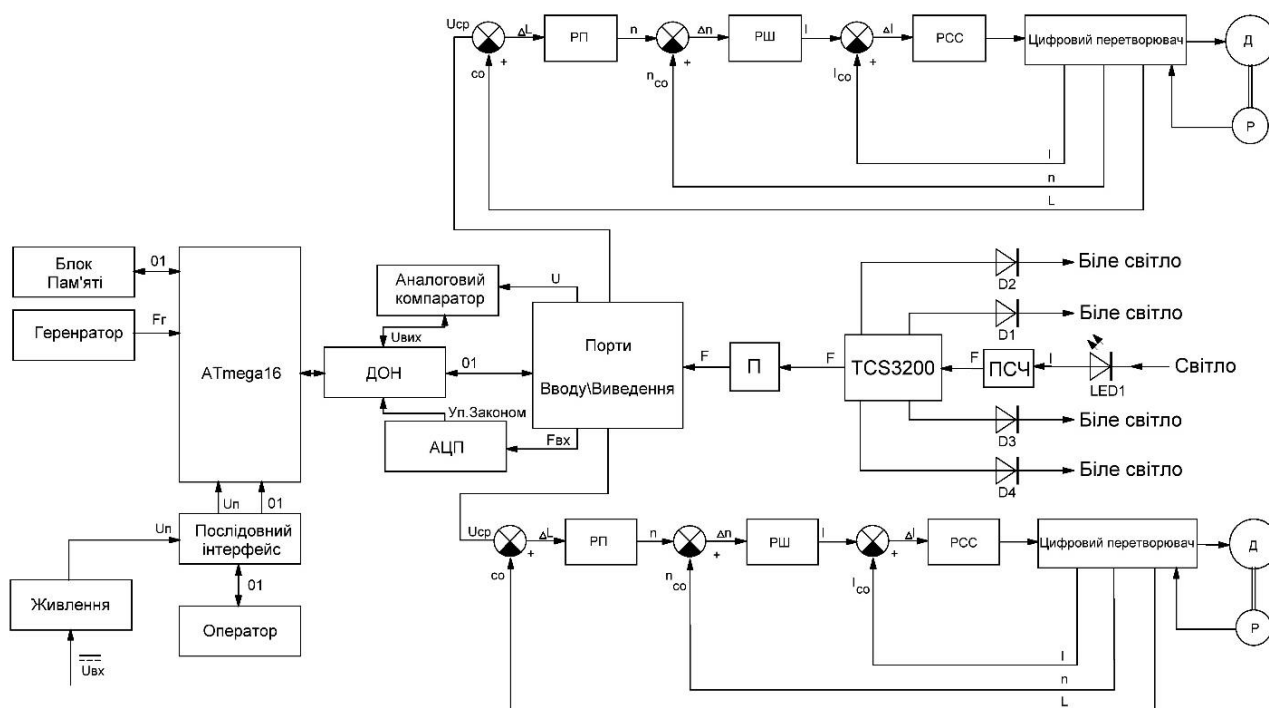 Uср
ΔL
РП
n
Δn
РШ
I
ΔI
РСС
Цифровий перетворювач
Д
со
+
nсо
+
Iсо
+
Р
I
n
L
Блок
Пам'яті
01
Геренратор
Fг
ATmega16
Аналоговий
компаратор
U
Uвих
ДОН
01
Уп.Законом
АЦП
Fвх
Порти
Вводу\Виведення
F
П
F
TCS3200
F
ПСЧ
I
LED1
Світло
D2
Біле світло
D1
Біле світло
D3
Біле світло
D4
Біле світло
Uп
01
Послідовний
інтерфейс
Uп
01
Живлення
Оператор
Uвх
Uср
ΔL
РП
n
Δn
РШ
I
ΔI
РСС
Цифровий перетворювач
Д
со
+
nсо
+
Iсо
+
Р
I
n
L